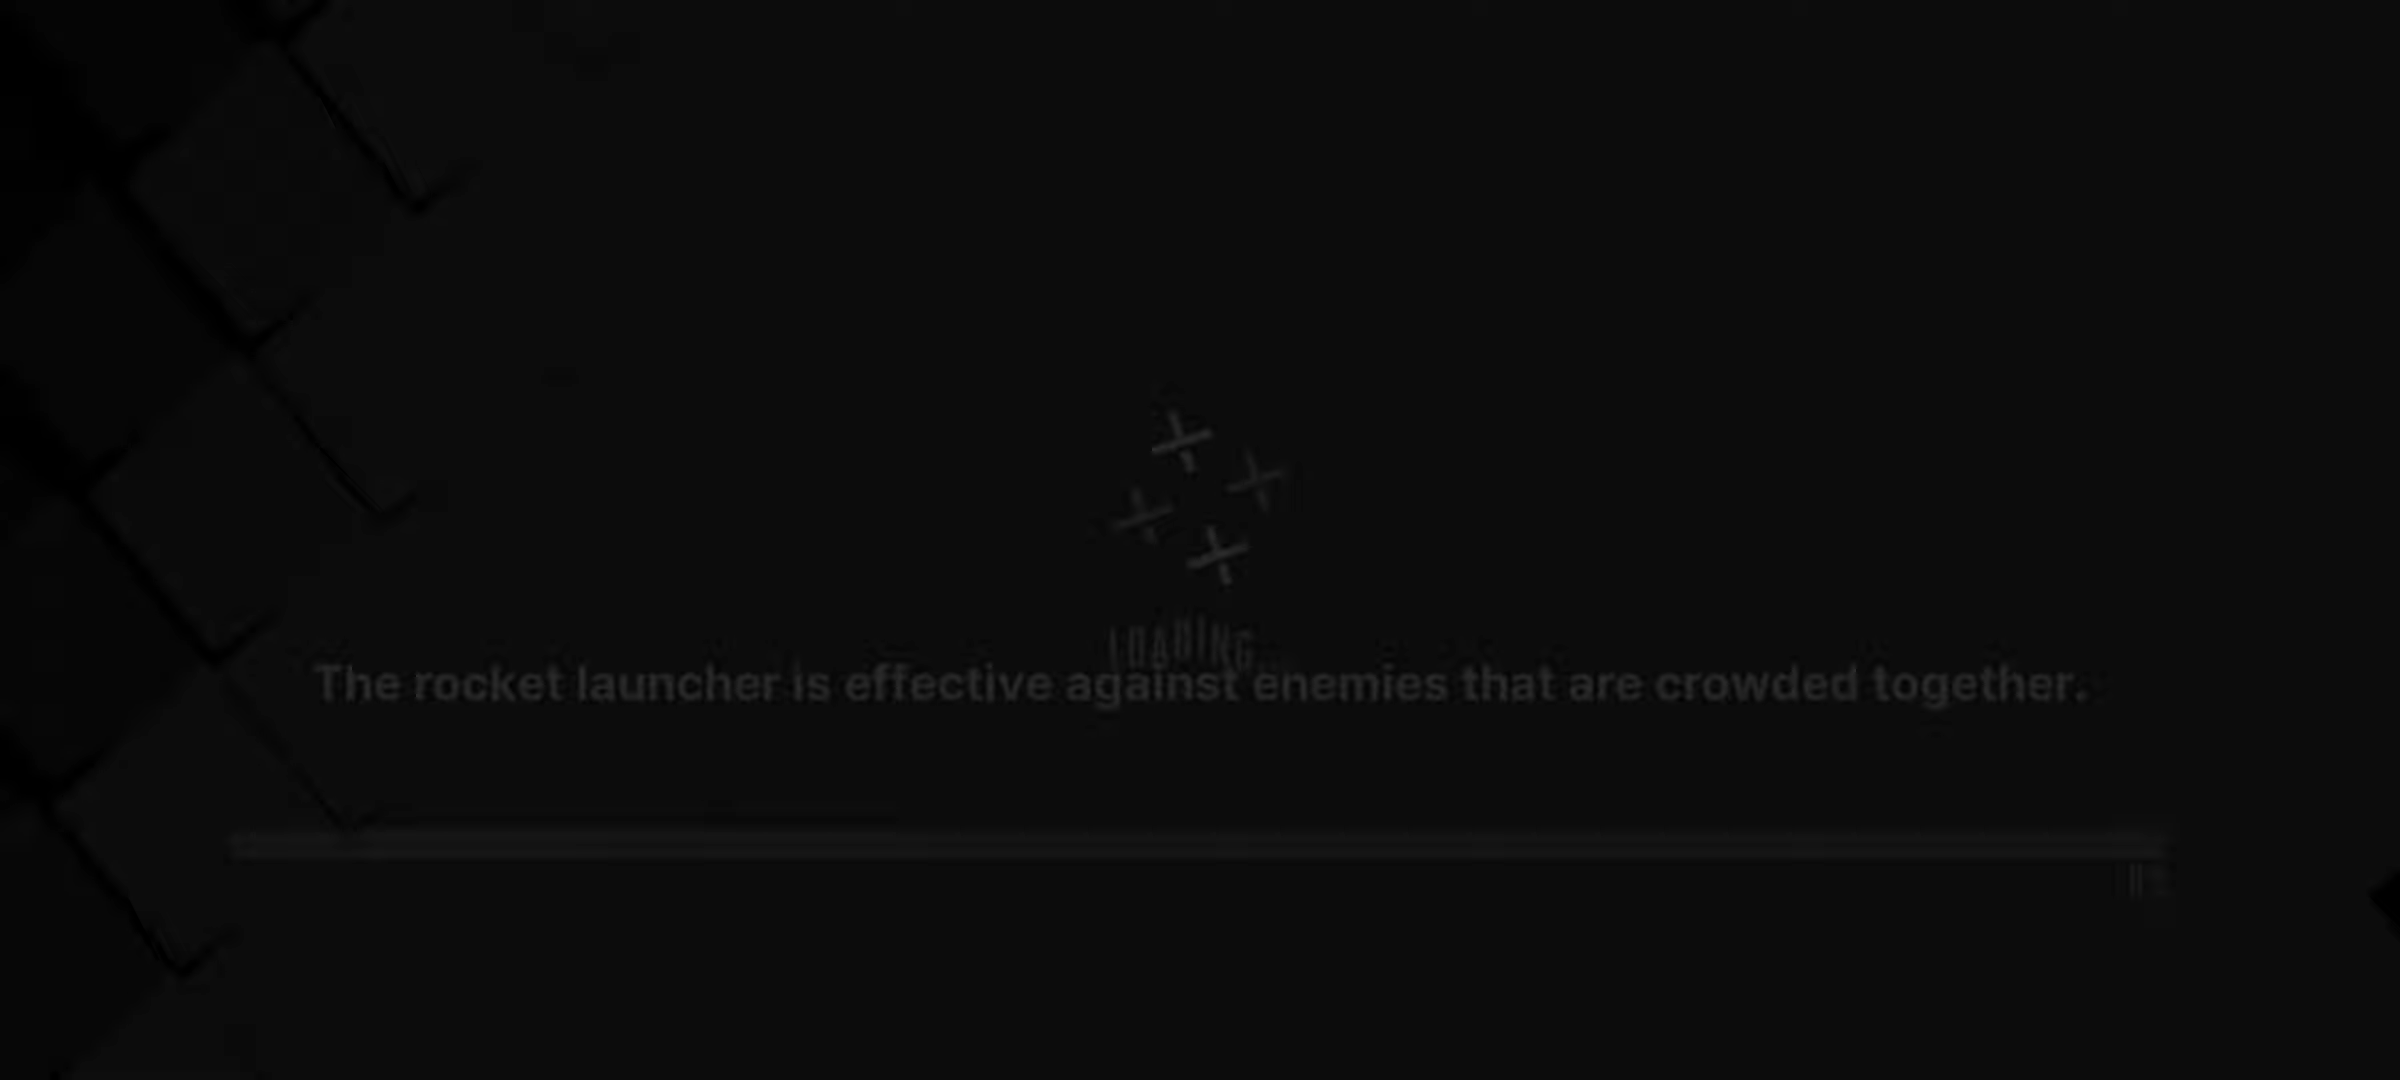 LOADING...
The rocket launcher is effective against enemies that are crowded together.